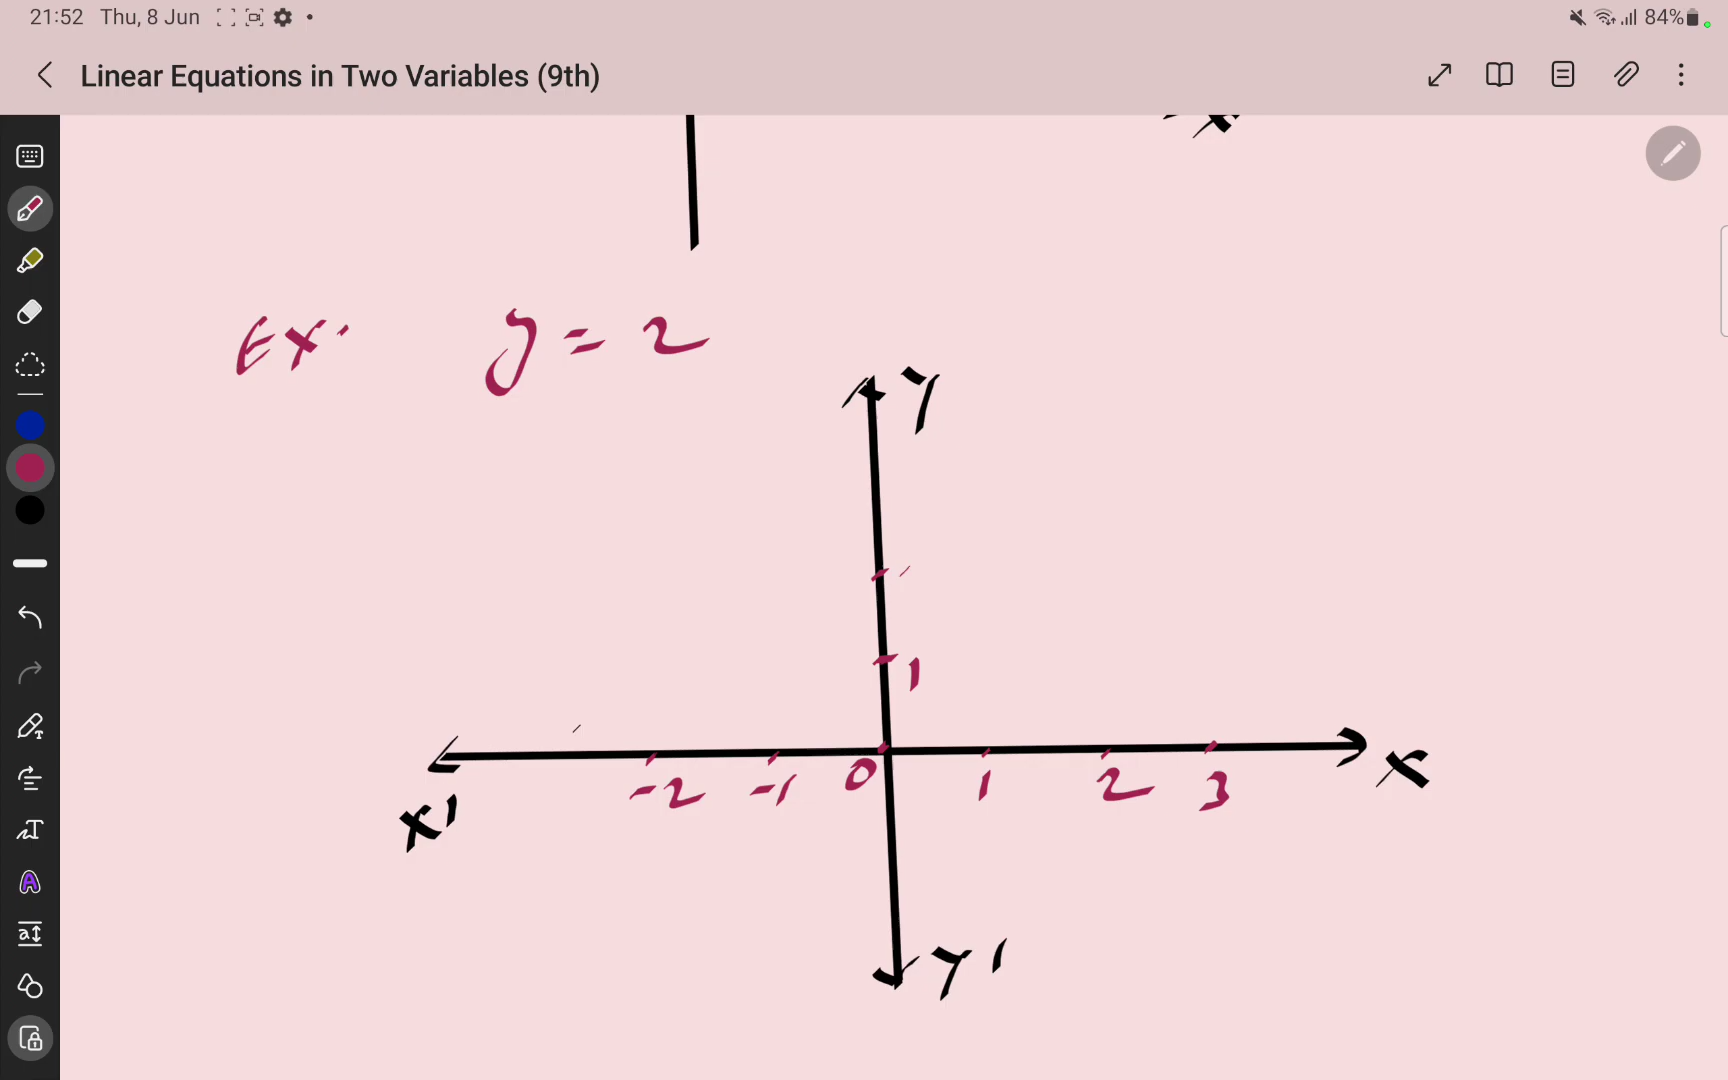 21:52 Thu, 8 Jun 84%
Linear Equations in Two Variables (9th)
x
Ex. y = 2
Y
1
-2 -1 0 1 2 3
X
X'
Y'